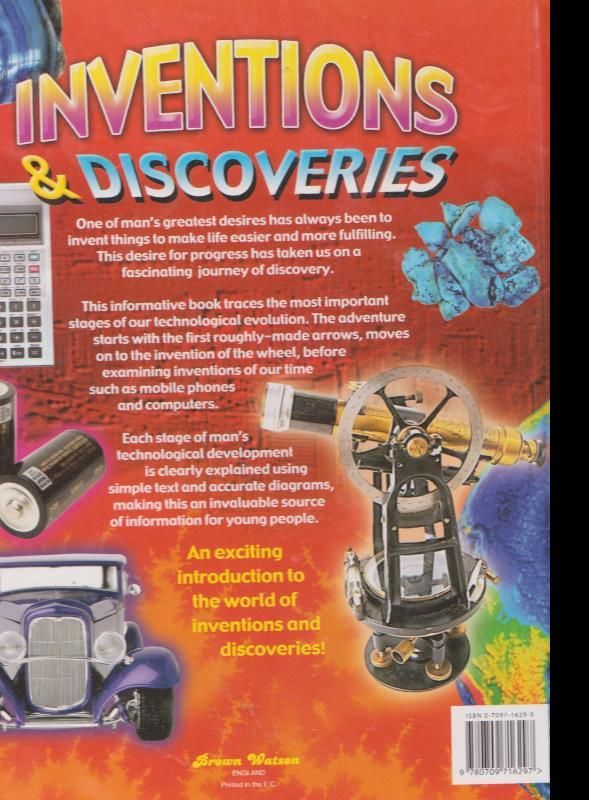 INVENTIONS
& DISCOVERIES
One of man's greatest desires has always been to
invent things to make life easier and more fulfilling.
This desire for progress has taken us on a
fascinating journey of discovery.
This informative book traces the most important
stages of our technological evolution. The adventure
starts with the first roughly-made arrows, moves
on to the invention of the wheel, before
examining inventions of our time
such as mobile phones
and computers.
Each stage of man's
technological development
is clearly explained using
simple text and accurate diagrams,
making this an invaluable source
of information for young people.
An exciting
introduction to
the world of
inventions and
discoveries!
ISBN 0-7097-1629-X
9 780709 716297 >
Brown Watson
ENGLAND
Printed in the E.C.